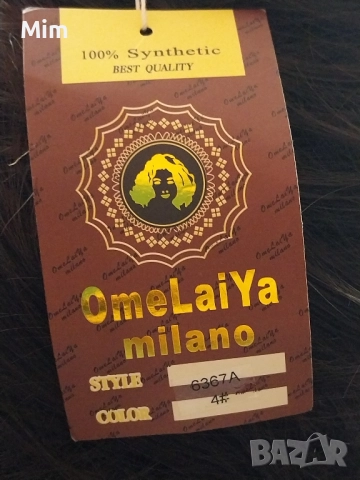 Mim
100% Synthetic
BEST QUALITY
OmeLaiYa
milano
STYLE 6367A
COLOR 4#
BAZAR